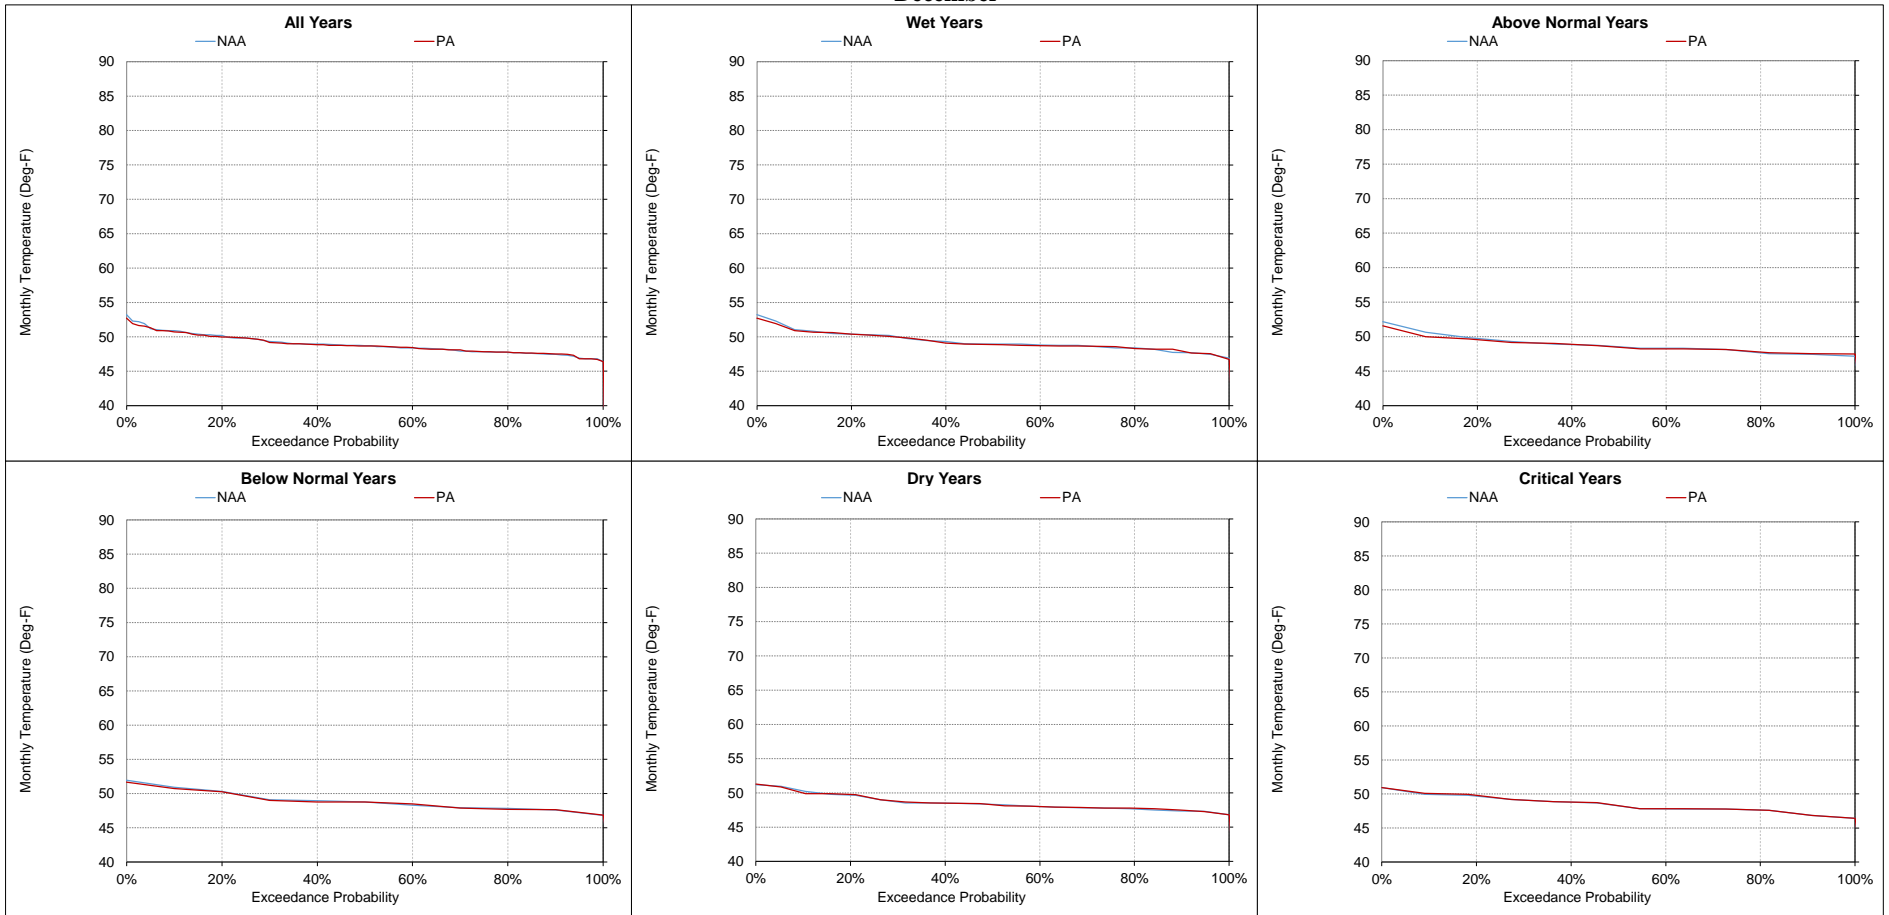 All Years
NAA PA
90
85
80
75
70
65
60
55
50
45
40
Monthly Temperature (Deg-F)
0% 20% 40% 60% 80% 100%
Exceedance Probability
Wet Years
NAA PA
90
85
80
75
70
65
60
55
50
45
40
Monthly Temperature (Deg-F)
0% 20% 40% 60% 80% 100%
Exceedance Probability
Above Normal Years
NAA PA
90
85
80
75
70
65
60
55
50
45
40
Monthly Temperature (Deg-F)
0% 20% 40% 60% 80% 100%
Exceedance Probability
Below Normal Years
NAA PA
90
85
80
75
70
65
60
55
50
45
40
Monthly Temperature (Deg-F)
0% 20% 40% 60% 80% 100%
Exceedance Probability
Dry Years
NAA PA
90
85
80
75
70
65
60
55
50
45
40
Monthly Temperature (Deg-F)
0% 20% 40% 60% 80% 100%
Exceedance Probability
Critical Years
NAA PA
90
85
80
75
70
65
60
55
50
45
40
Monthly Temperature (Deg-F)
0% 20% 40% 60% 80% 100%
Exceedance Probability